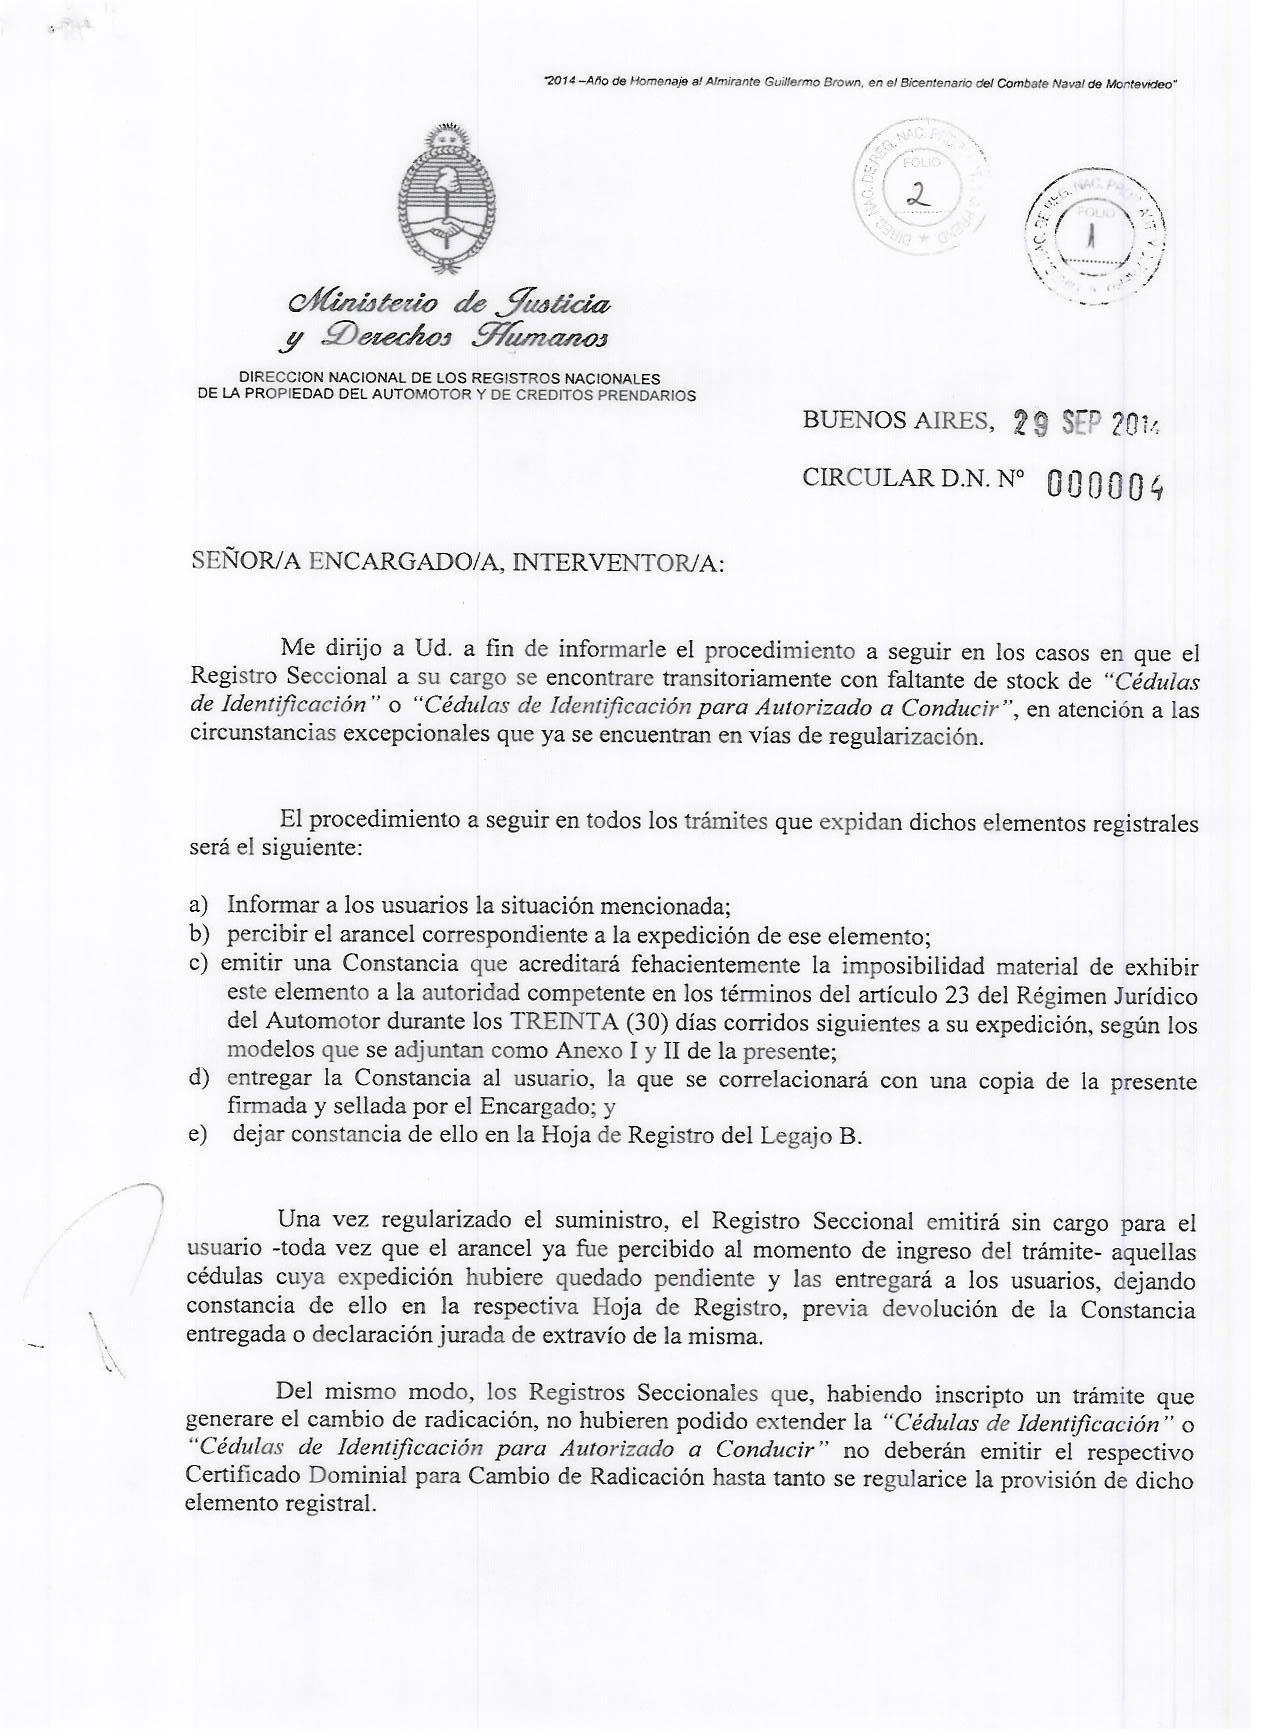 "2014 –Año de Homenaje al Almirante Guillermo Brown, en el Bicentenario del Combate Naval de Montevideo"
FOLIO
2
FOLIO
1
Ministerio de Justicia
y Derechos Humanos
DIRECCION NACIONAL DE LOS REGISTROS NACIONALES
DE LA PROPIEDAD DEL AUTOMOTOR Y DE CREDITOS PRENDARIOS
BUENOS AIRES, 29 SEP 2014
CIRCULAR D.N. Nº 000004
SEÑOR/A ENCARGADO/A, INTERVENTOR/A:
Me dirijo a Ud. a fin de informarle el procedimiento a seguir en los casos en que el
Registro Seccional a su cargo se encontrare transitoriamente con faltante de stock de "Cédulas
de Identificación" o "Cédulas de Identificación para Autorizado a Conducir", en atención a las
circunstancias excepcionales que ya se encuentran en vías de regularización.
El procedimiento a seguir en todos los trámites que expidan dichos elementos registrales
será el siguiente:
a) Informar a los usuarios la situación mencionada;
b) percibir el arancel correspondiente a la expedición de ese elemento;
c) emitir una Constancia que acreditará fehacientemente la imposibilidad material de exhibir
este elemento a la autoridad competente en los términos del artículo 23 del Régimen Jurídico
del Automotor durante los TREINTA (30) días corridos siguientes a su expedición, según los
modelos que se adjuntan como Anexo I y II de la presente;
d) entregar la Constancia al usuario, la que se correlacionará con una copia de la presente
firmada y sellada por el Encargado; y
e) dejar constancia de ello en la Hoja de Registro del Legajo B.
Una vez regularizado el suministro, el Registro Seccional emitirá sin cargo para el
usuario -toda vez que el arancel ya fue percibido al momento de ingreso del trámite- aquellas
cédulas cuya expedición hubiere quedado pendiente y las entregará a los usuarios, dejando
constancia de ello en la respectiva Hoja de Registro, previa devolución de la Constancia
entregada o declaración jurada de extravío de la misma.
Del mismo modo, los Registros Seccionales que, habiendo inscripto un trámite que
generare el cambio de radicación, no hubieren podido extender la "Cédulas de Identificación" o
"Cédulas de Identificación para Autorizado a Conducir" no deberán emitir el respectivo
Certificado Dominial para Cambio de Radicación hasta tanto se regularice la provisión de dicho
elemento registral.